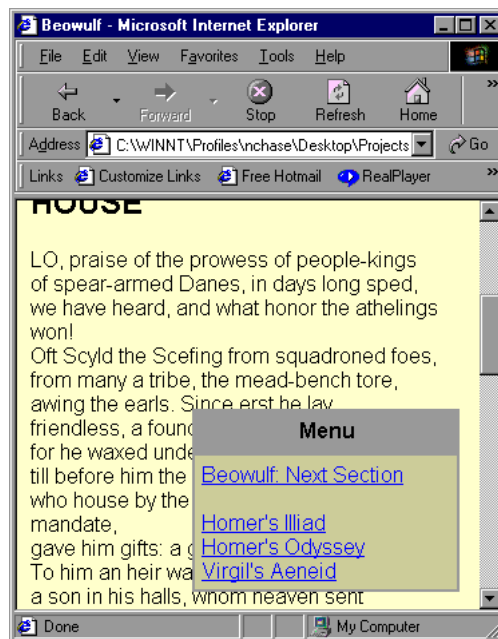 Beowulf - Microsoft Internet Explorer
File Edit View Favorites Tools Help
Back Forward Stop Refresh Home »
Address C:\WINNT\Profiles\nchase\Desktop\Projects Go
Links Customize Links Free Hotmail RealPlayer »
HOUSE
LO, praise of the prowess of people-kings
of spear-armed Danes, in days long sped,
we have heard, and what honor the athelings
won!
Oft Scyld the Scefing from squadroned foes,
from many a tribe, the mead-bench tore,
awing the earls. Since erst he lay
friendless, a
for he waxed
till before him the
who house by the
mandate,
gave him gifts: a
To him an heir
a son in his halls, whom heaven sent
Menu
Beowulf: Next Section
Homer's Illiad
Homer's Odyssey
Virgil's Aeneid
Done My Computer